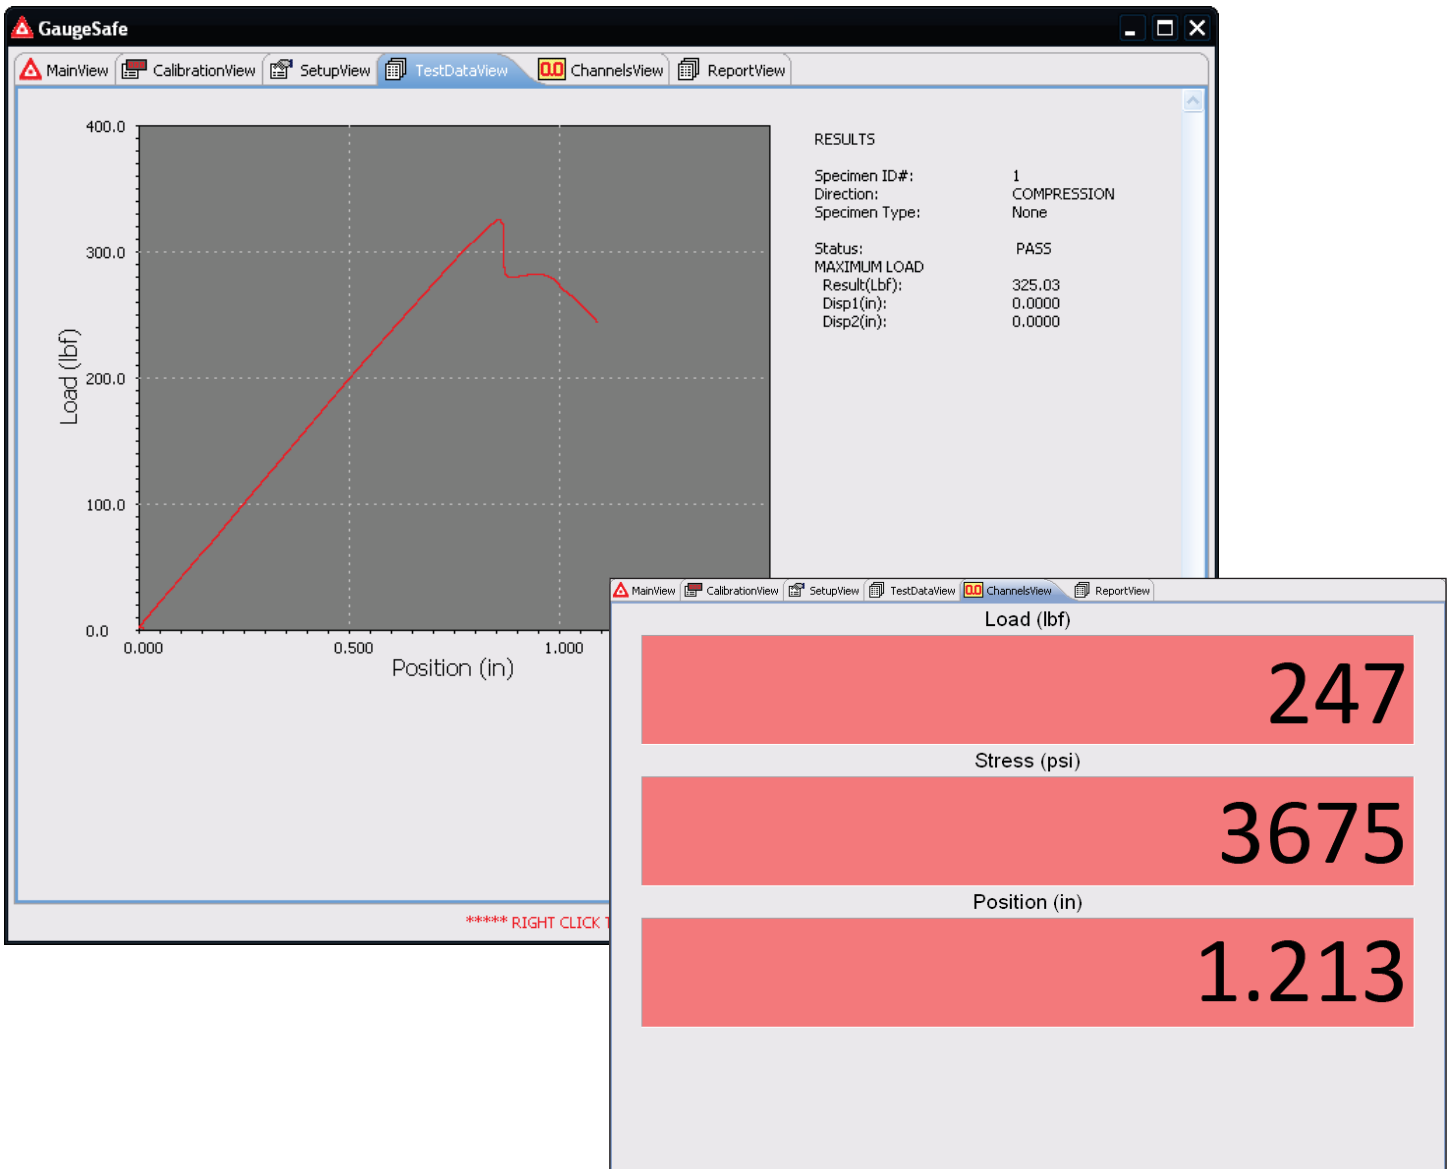 GaugeSafe
MainView CalibrationView SetupView TestDataView ChannelsView ReportView
400.0
300.0
200.0
100.0
0.0
Load (lbf)
0.000 0.500 1.000
Position (in)
RESULTS
Specimen ID#: 1
Direction: COMPRESSION
Specimen Type: None
Status: PASS
MAXIMUM LOAD
Result(Lbf): 325.03
Disp1(in): 0.0000
Disp2(in): 0.0000
***** RIGHT CLICK
MainView CalibrationView SetupView TestDataView 0.0 ChannelsView ReportView
Load (lbf)
247
Stress (psi)
3675
Position (in)
1.213